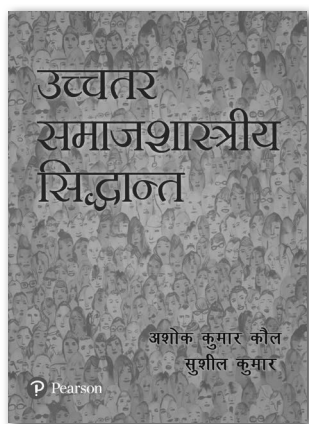 उच्चतर
समाजशास्त्रीय
सिद्धान्त
अशोक कुमार कौल
सुशील कुमार
Pearson